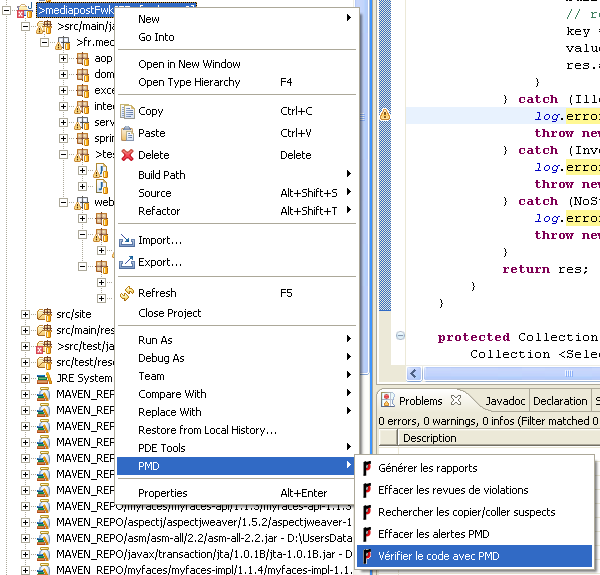 >mediapostFwk
>src/main/ja
>fr.med
aop
dom
exce
inte
serv
sprin
>tes
J
J
web
src/site
src/main/res
>src/test/ja
src/test/reso
JRE System
MAVEN_REPO
MAVEN_REPO
MAVEN_REPO
MAVEN_REPO
MAVEN_REPO
MAVEN_REPO
MAVEN_REPO
MAVEN_REPO/myfaces/myfaces-api/1.1.3/myfaces-api-1.1.3
MAVEN_REPO/aspectj/aspectjweaver/1.5.2/aspectjweaver-1
MAVEN_REPO/asm/asm-all/2.2/asm-all-2.2.jar - D:\UsersData
MAVEN_REPO/javax/transaction/jta/1.0.1B/jta-1.0.1B.jar - D
MAVEN_REPO/myfaces/myfaces-impl/1.1.4/myfaces-impl-1.1.
New
Go Into
Open in New Window
Open Type Hierarchy F4
Copy Ctrl+C
Paste Ctrl+V
Delete Delete
Build Path
Source Alt+Shift+S
Refactor Alt+Shift+T
Import...
Export...
Refresh F5
Close Project
Run As
Debug As
Team
Compare With
Replace With
Restore from Local History...
PDE Tools
PMD
Properties Alt+Enter
Générer les rapports
Effacer les revues de violations
Rechercher les copier/coller suspects
Effacer les alertes PMD
Vérifier le code avec PMD
// re
key =
valu
res.
}
} catch (Ill
log.erro
throw new
} catch (Inv
log.erro
throw new
} catch (NoS
log.erro
throw new
}
return res;
}
}
protected Collection
Collection <Sele
Problems Javadoc Declaration
0 errors, 0 warnings, 0 infos (Filter matched 0
Description